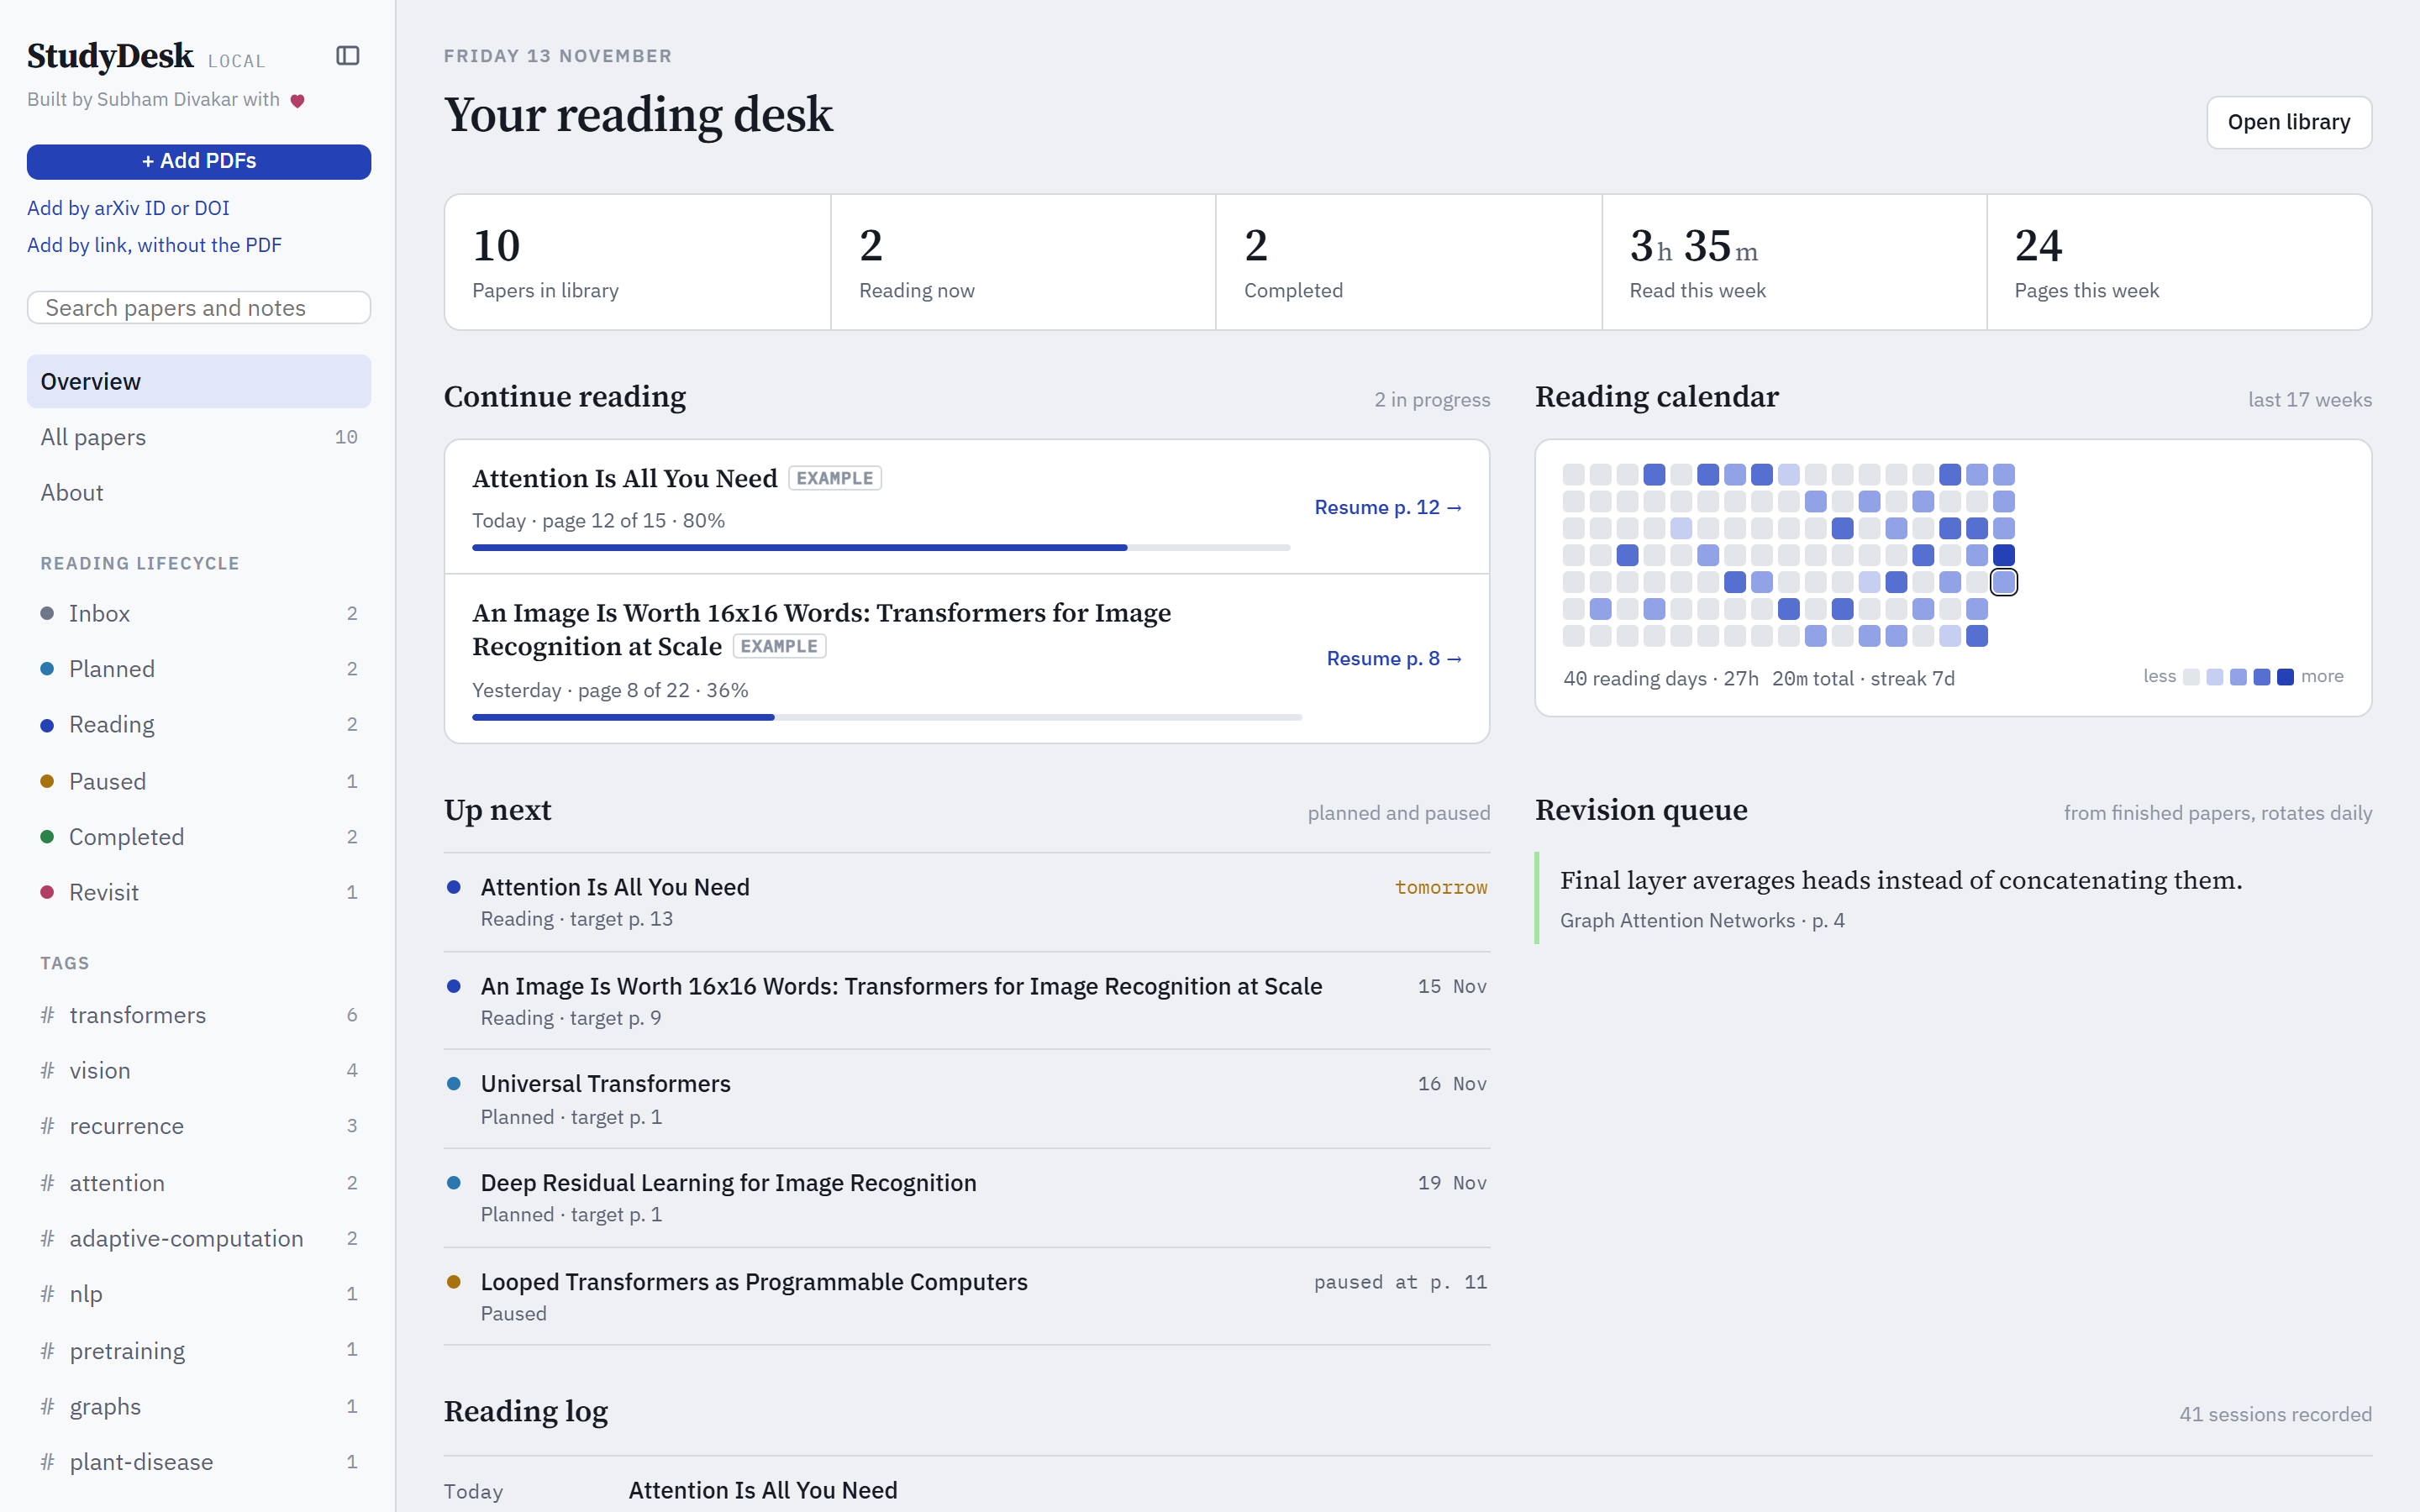 StudyDesk LOCAL
Built by Subham Divakar with
+ Add PDFs
Add by arXiv ID or DOI
Add by link, without the PDF
Search papers and notes
Overview
All papers 10
About
READING LIFECYCLE
Inbox 2
Planned 2
Reading 2
Paused 1
Completed 2
Revisit 1
TAGS
# transformers 6
# vision 4
# recurrence 3
# attention 2
# adaptive-computation 2
# nlp 1
# pretraining 1
# graphs 1
# plant-disease 1
FRIDAY 13 NOVEMBER
Your reading desk
Open library
10
Papers in library
2
Reading now
2
Completed
3h 35m
Read this week
24
Pages this week
Continue reading 2 in progress
Attention Is All You Need EXAMPLE
Today · page 12 of 15 · 80%
Resume p. 12 →
An Image Is Worth 16x16 Words: Transformers for Image
Recognition at Scale EXAMPLE
Yesterday · page 8 of 22 · 36%
Resume p. 8 →
Reading calendar last 17 weeks
40 reading days · 27h 20m total · streak 7d
less more
Up next planned and paused
Attention Is All You Need tomorrow
Reading · target p. 13
An Image Is Worth 16x16 Words: Transformers for Image Recognition at Scale 15 Nov
Reading · target p. 9
Universal Transformers 16 Nov
Planned · target p. 1
Deep Residual Learning for Image Recognition 19 Nov
Planned · target p. 1
Looped Transformers as Programmable Computers paused at p. 11
Paused
Revision queue from finished papers, rotates daily
Final layer averages heads instead of concatenating them.
Graph Attention Networks · p. 4
Reading log 41 sessions recorded
Today Attention Is All You Need